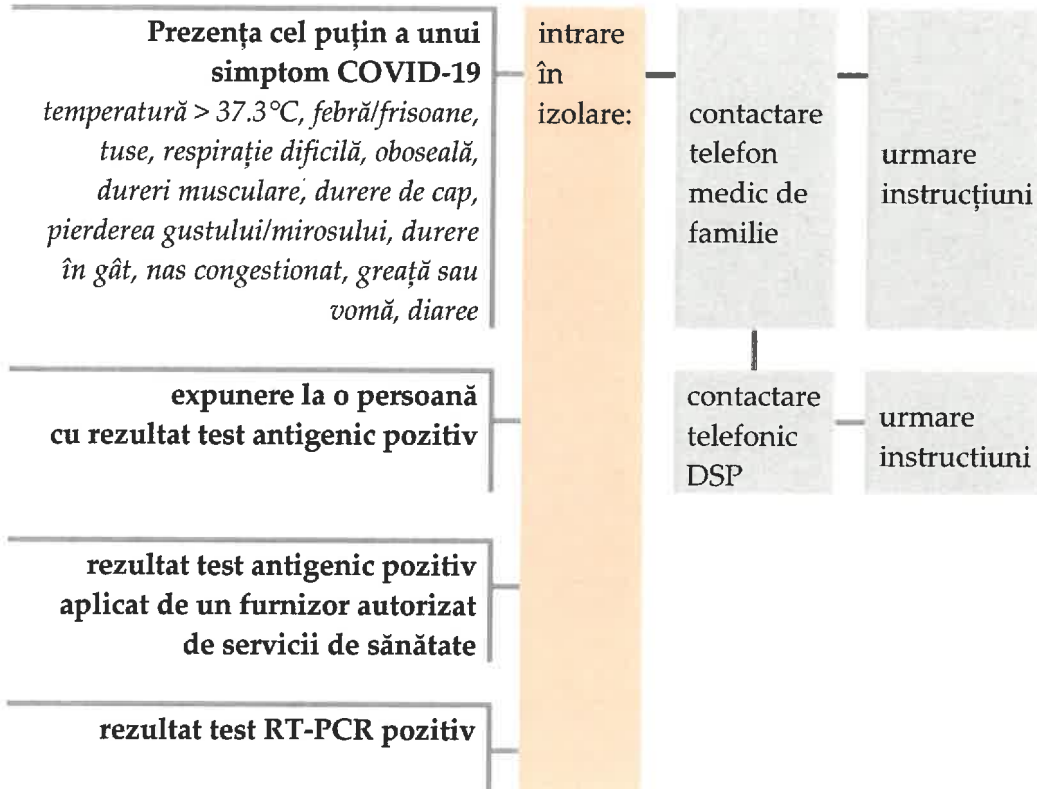 Prezența cel puțin a unui
simptom COVID-19
temperatură > 37.3°C, febră/frisoane,
tuse, respirație dificilă, oboseală,
dureri musculare, durere de cap,
pierderea gustului/mirosului, durere
în gât, nas congestionat, greață sau
vomă, diaree
expunere la o persoană
cu rezultat test antigenic pozitiv
rezultat test antigenic pozitiv
aplicat de un furnizor autorizat
de servicii de sănătate
rezultat test RT-PCR pozitiv
intrare
în
izolare:
contactare
telefon
medic de
familie
urmare
instrucțiuni
contactare
telefonic
DSP
urmare
instructiuni